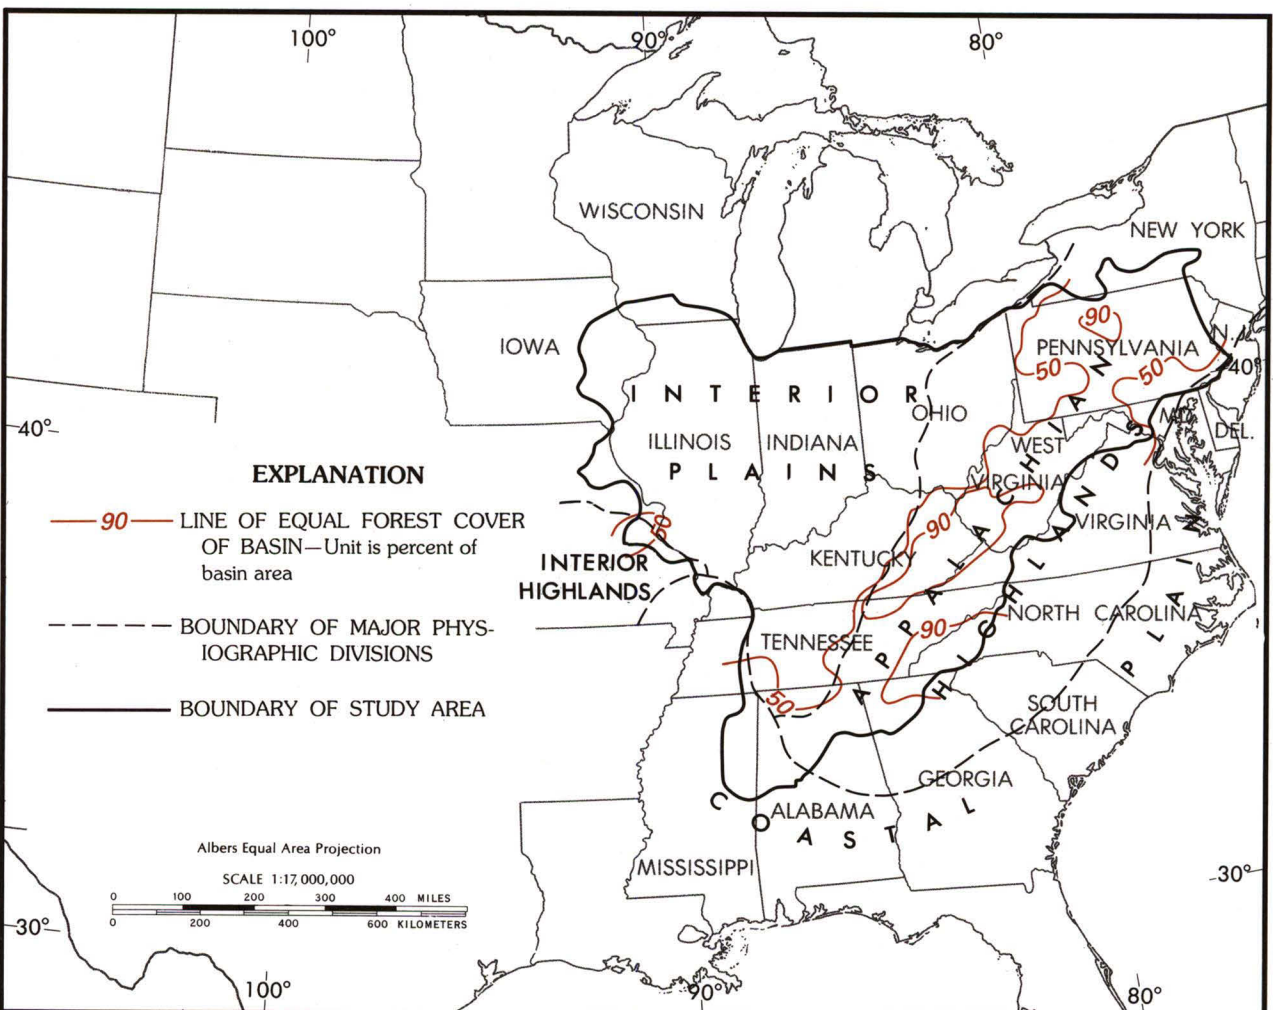 100°
90°
80°
WISCONSIN
NEW YORK
IOWA
90
N.J.
PENNSYLVANIA
50
50
40°
INTERIOR
OHIO
MD.
DEL.
40°
ILLINOIS
INDIANA
WEST
VIRGINIA
PLAINS
EXPLANATION
90 LINE OF EQUAL FOREST COVER
OF BASIN—Unit is percent of
basin area
50
90
VIRGINIA
INTERIOR
HIGHLANDS
KENTUCKY
APPALACHIAN
HIGHLANDS
NORTH CAROLINA
BOUNDARY OF MAJOR PHYS-
IOGRAPHIC DIVISIONS
TENNESSEE
90
BOUNDARY OF STUDY AREA
50
SOUTH
CAROLINA
GEORGIA
COASTAL PLAIN
ALABAMA
MISSISSIPPI
Albers Equal Area Projection
SCALE 1:17,000,000
0 100 200 300 400 MILES
0 200 400 600 KILOMETERS
30°
30°
100°
90°
80°